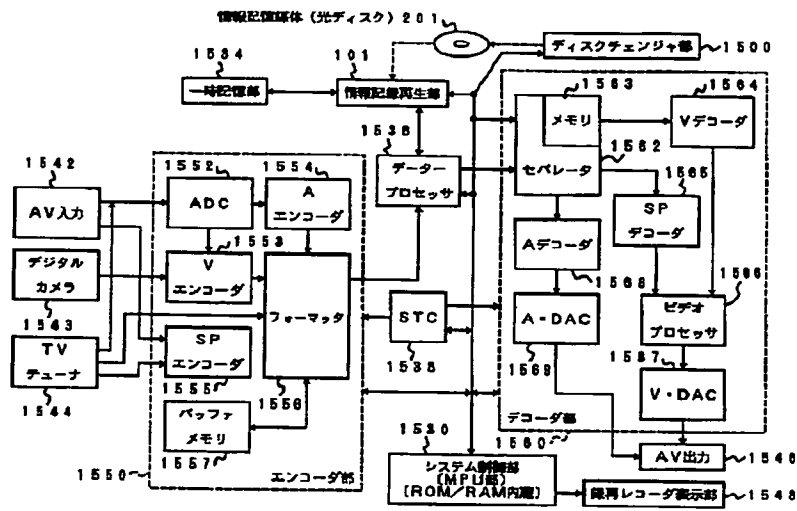 情報記憶媒体（光ディスク）201
1534
101
ディスクチェンジャ部
1500
一時記憶部
情報記録再生部
1536
データー
プロセッサ
1542
AV入力
デジタル
カメラ
1543
TV
チューナ
1544
1552
ADC
1554
A
エンコーダ
1553
V
エンコーダ
フォーマッタ
1556
SP
エンコーダ
1555
バッファ
メモリ
1557
1550
エンコーダ部
STC
1538
1563
メモリ
セパレータ
1562
1564
Vデコーダ
1565
SP
デコーダ
Aデコーダ
1568
A・DAC
1569
ビデオ
プロセッサ
V・DAC
デコーダ部
1560
1530
システム制御部
[MPU部]
[ROM/RAM内蔵]
AV出力
1546
録再レコーダ表示部
1548